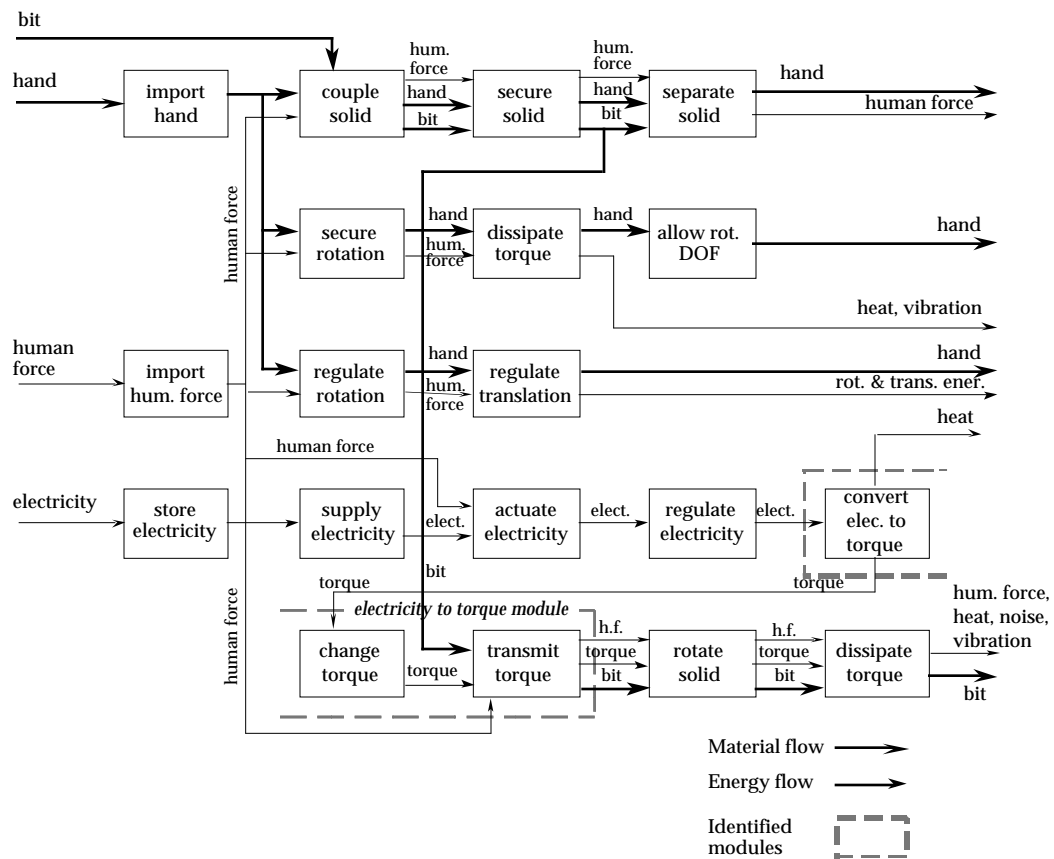 bit
hand
import
hand
couple
solid
hum.
force
hand
bit
secure
solid
hum.
force
hand
bit
separate
solid
hand
human force
human force
secure
rotation
hand
hum.
force
dissipate
torque
hand
allow rot.
DOF
hand
heat, vibration
human
force
import
hum. force
regulate
rotation
hand
hum.
force
regulate
translation
hand
rot. & trans. ener.
heat
human force
electricity
store
electricity
supply
electricity
elect.
actuate
electricity
elect.
regulate
electricity
elect.
convert
elec. to
torque
bit
torque
torque
electricity to torque module
human force
change
torque
torque
transmit
torque
h.f.
torque
bit
rotate
solid
h.f.
torque
bit
dissipate
torque
hum. force,
heat, noise,
vibration
bit
Material flow
Energy flow
Identified
modules